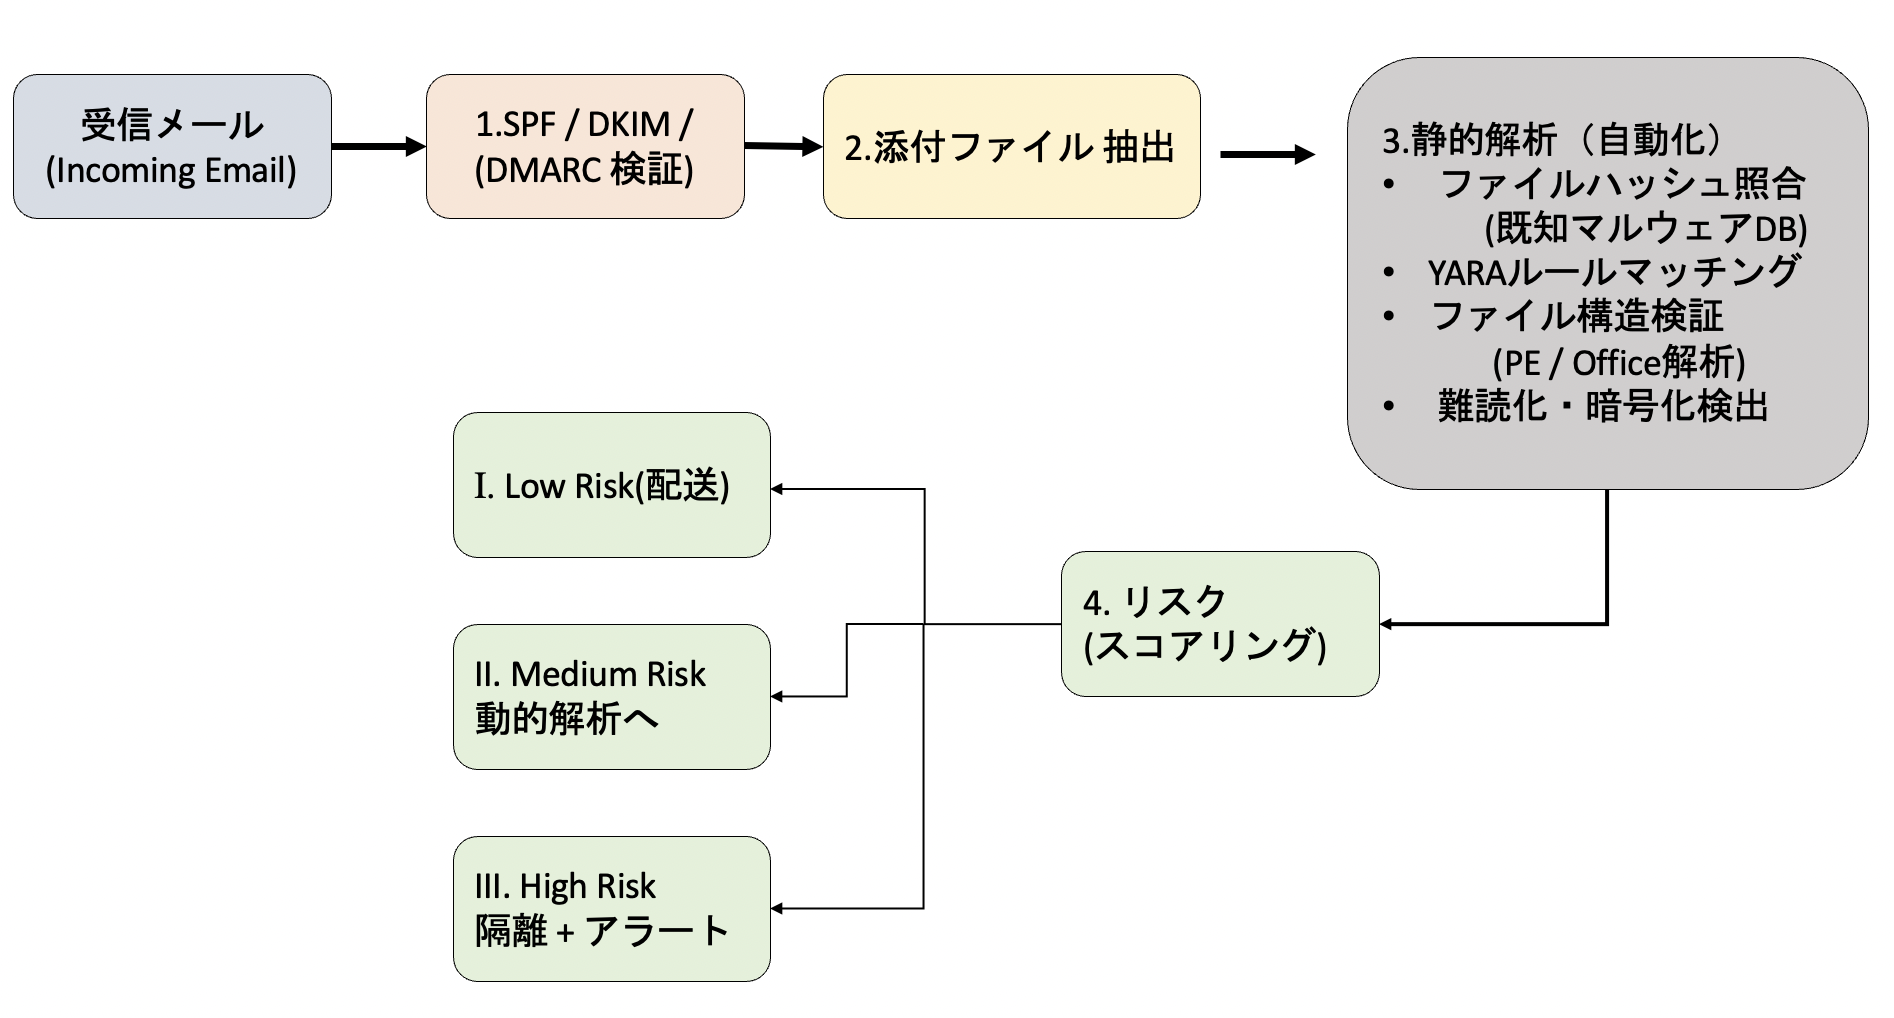 受信メール
(Incoming Email)
1.SPF / DKIM /
(DMARC 検証)
2.添付ファイル 抽出
3.静的解析（自動化）
• ファイルハッシュ照合
(既知マルウェアDB)
• YARAルールマッチング
• ファイル構造検証
(PE / Office解析)
• 難読化・暗号化検出
4. リスク
(スコアリング)
I. Low Risk(配送)
II. Medium Risk
動的解析へ
III. High Risk
隔離 + アラート